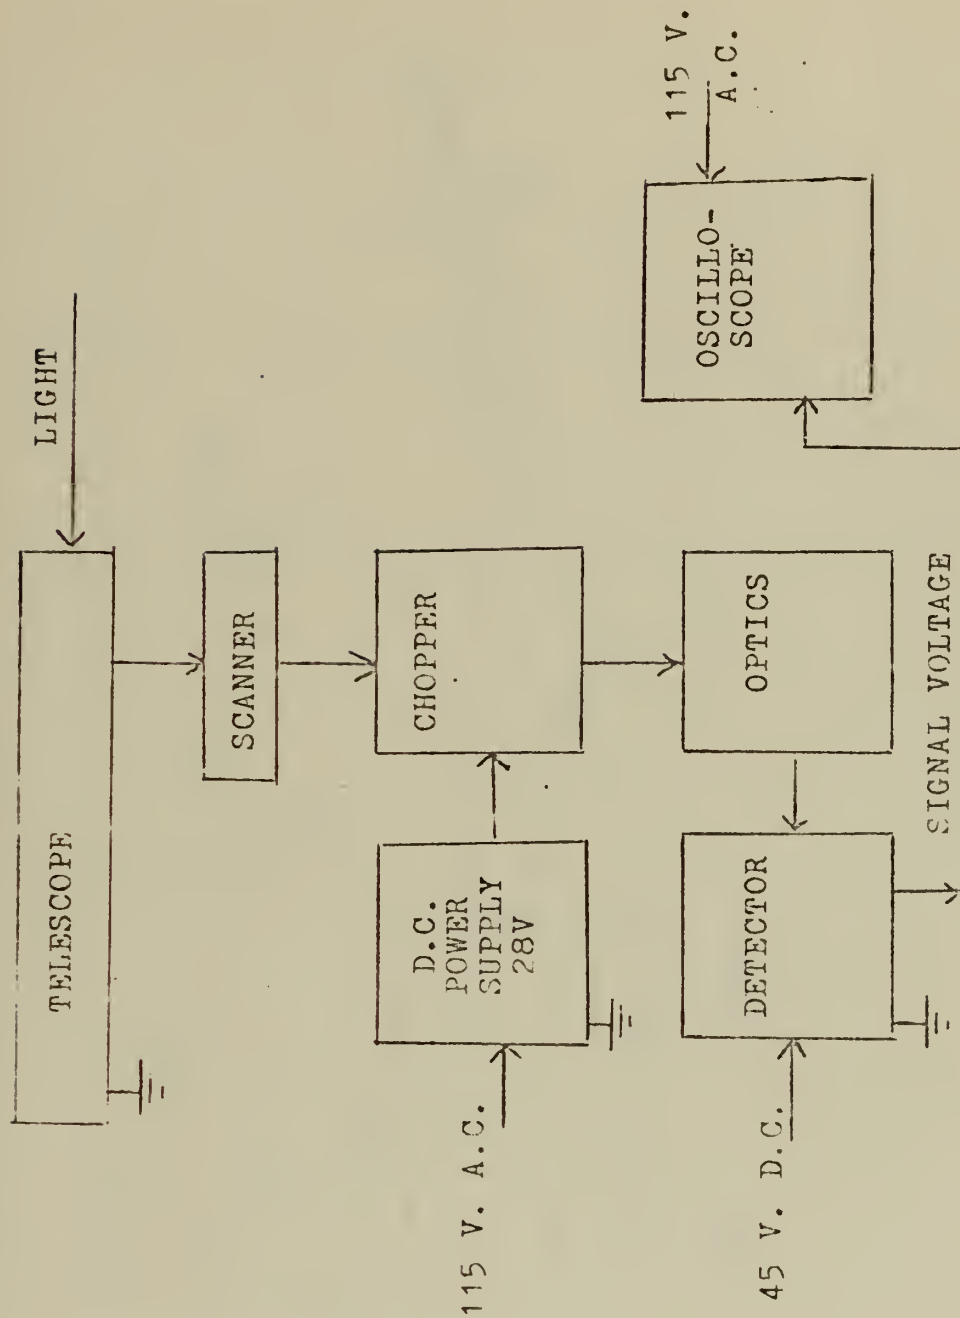 LIGHT
TELESCOPE
SCANNER
115 V. A.C.
D.C.
POWER
SUPPLY
28V
CHOPPER
45 V. D.C.
DETECTOR
OPTICS
SIGNAL VOLTAGE
OSCILLO-
SCOPE
115 V.
A.C.